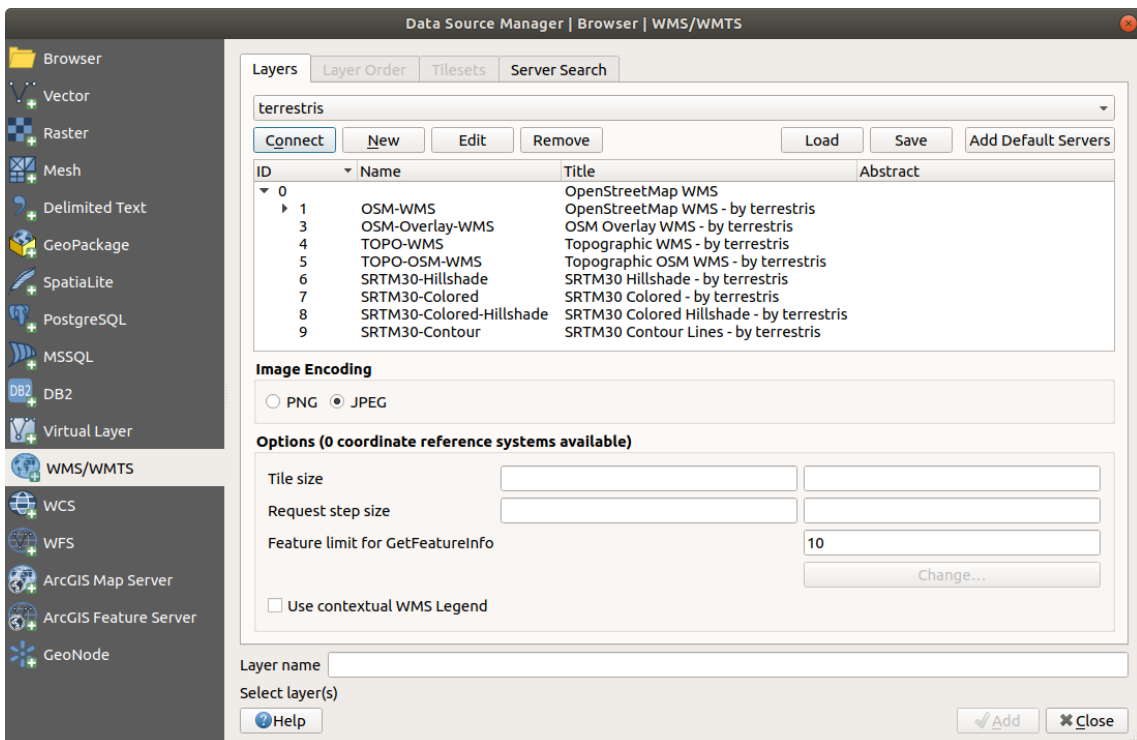 Data Source Manager | Browser | WMS/WMTS
Browser
Vector
Raster
Mesh
Delimited Text
GeoPackage
SpatiaLite
PostgreSQL
MSSQL
DB2 DB2
Virtual Layer
WMS/WMTS
WCS
WFS
ArcGIS Map Server
ArcGIS Feature Server
GeoNode
Layers Layer Order Tilesets Server Search
terrestris
Connect New Edit Remove Load Save Add Default Servers
ID Name Title Abstract
0 OpenStreetMap WMS
1 OSM-WMS OpenStreetMap WMS - by terrestris
3 OSM-Overlay-WMS OSM Overlay WMS - by terrestris
4 TOPO-WMS Topographic WMS - by terrestris
5 TOPO-OSM-WMS Topographic OSM WMS - by terrestris
6 SRTM30-Hillshade SRTM30 Hillshade - by terrestris
7 SRTM30-Colored SRTM30 Colored - by terrestris
8 SRTM30-Colored-Hillshade SRTM30 Colored Hillshade - by terrestris
9 SRTM30-Contour SRTM30 Contour Lines - by terrestris
Image Encoding
PNG JPEG
Options (0 coordinate reference systems available)
Tile size
Request step size
Feature limit for GetFeatureInfo 10
Change...
Use contextual WMS Legend
Layer name
Select layer(s)
? Help Add Close